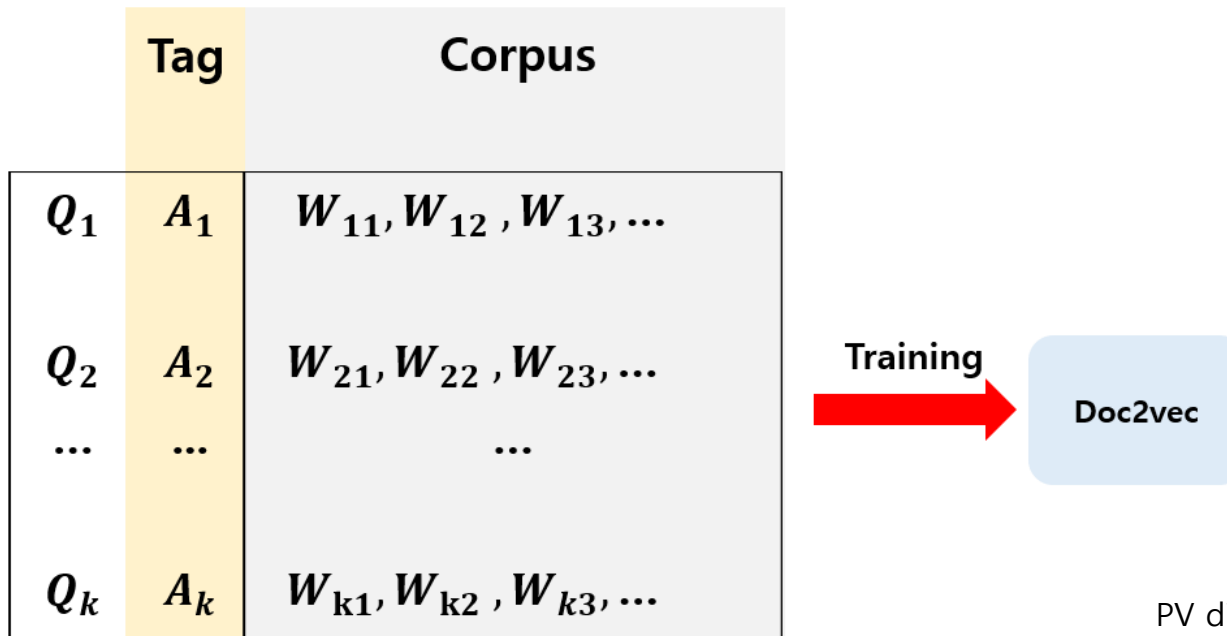 Tag Corpus
Q₁ A₁ W₁₁, W₁₂ , W₁₃, ...
Training
Q₂ A₂ W₂₁, W₂₂ , W₂₃, ...
Doc2vec
... ... ...
Qₖ Aₖ Wₖ₁, Wₖ₂ , Wₖ₃, ...
PV d